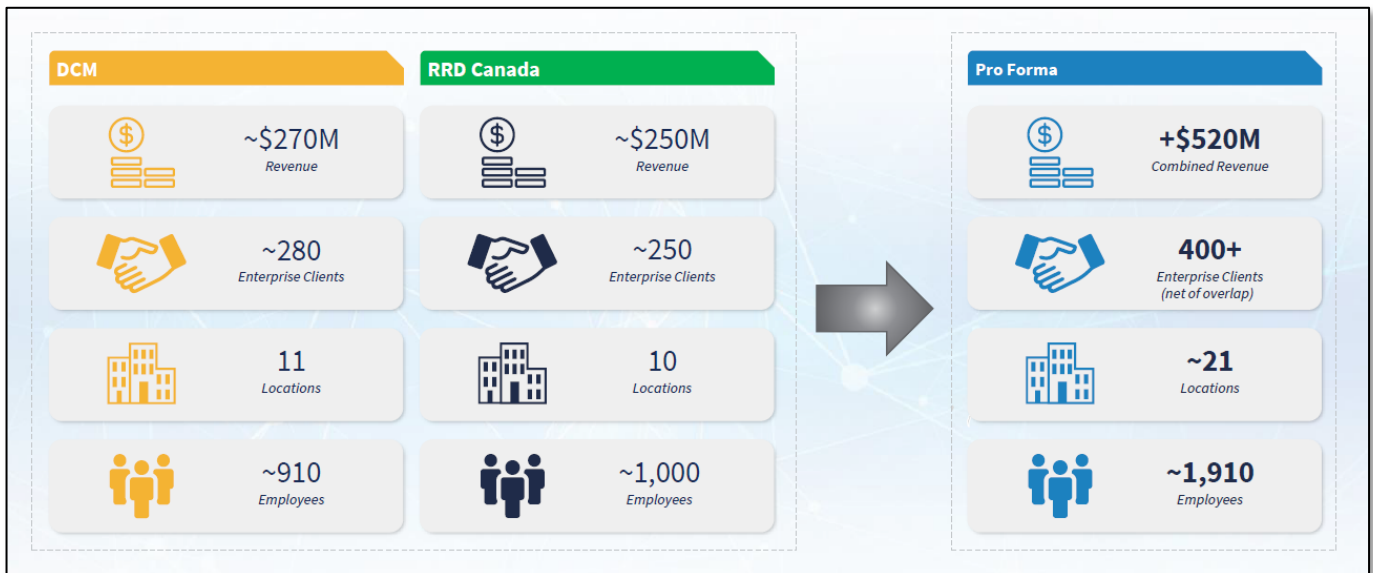 DCM
~$270M
Revenue
~280
Enterprise Clients
11
Locations
~910
Employees
RRD Canada
~$250M
Revenue
~250
Enterprise Clients
10
Locations
~1,000
Employees
Pro Forma
+$520M
Combined Revenue
400+
Enterprise Clients
(net of overlap)
~21
Locations
~1,910
Employees